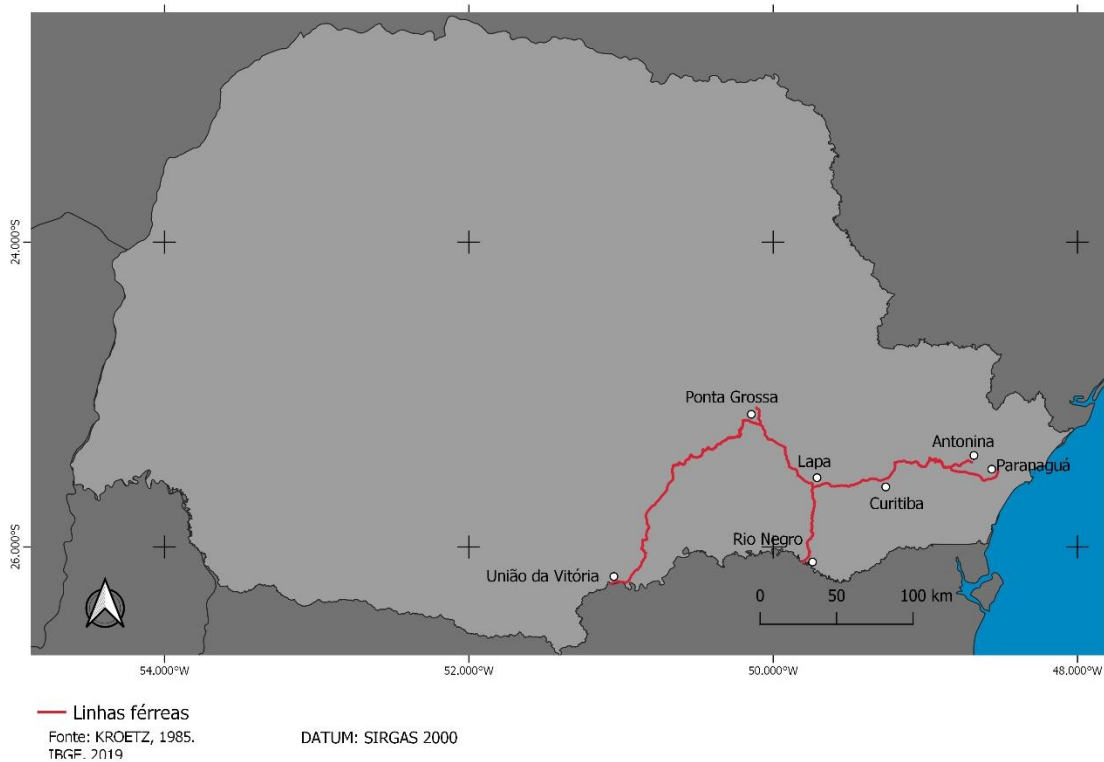 24.000°S
26.000°S
Ponta Grossa
Antonina
Lapa
Paranaguá
Curitiba
Rio Negro
União da Vitória
0 50 100 km
54.000°W 52.000°W 50.000°W 48.000°W
Linhas férreas
Fonte: KROETZ, 1985. DATUM: SIRGAS 2000
IBGE, 2019